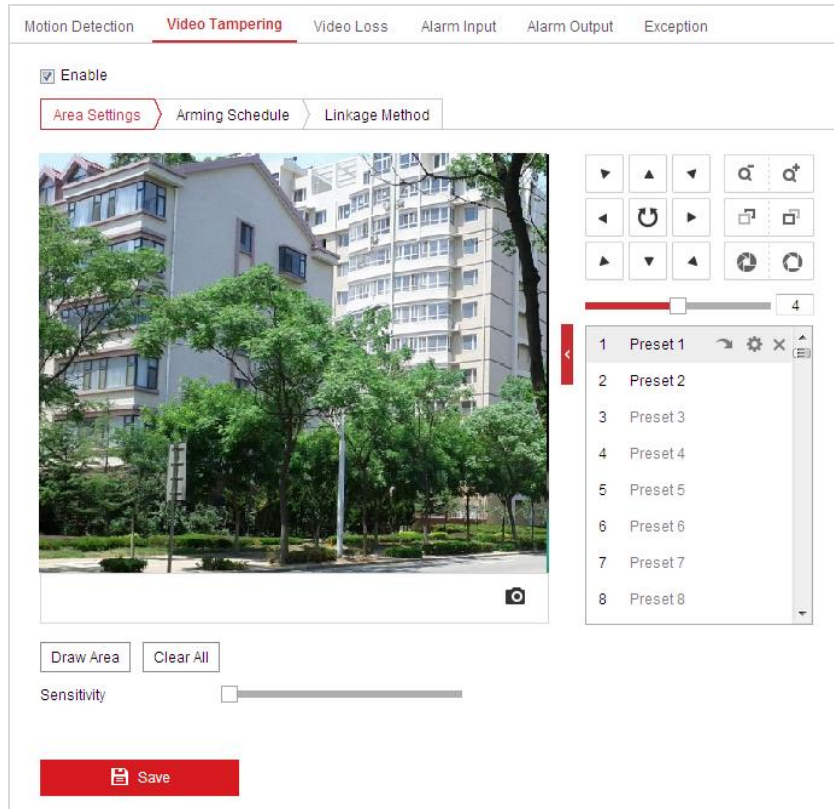 Motion Detection Video Tampering Video Loss Alarm Input Alarm Output Exception
Enable
Area Settings Arming Schedule Linkage Method
4
1 Preset 1
2 Preset 2
3 Preset 3
4 Preset 4
5 Preset 5
6 Preset 6
7 Preset 7
8 Preset 8
Draw Area Clear All
Sensitivity
Save